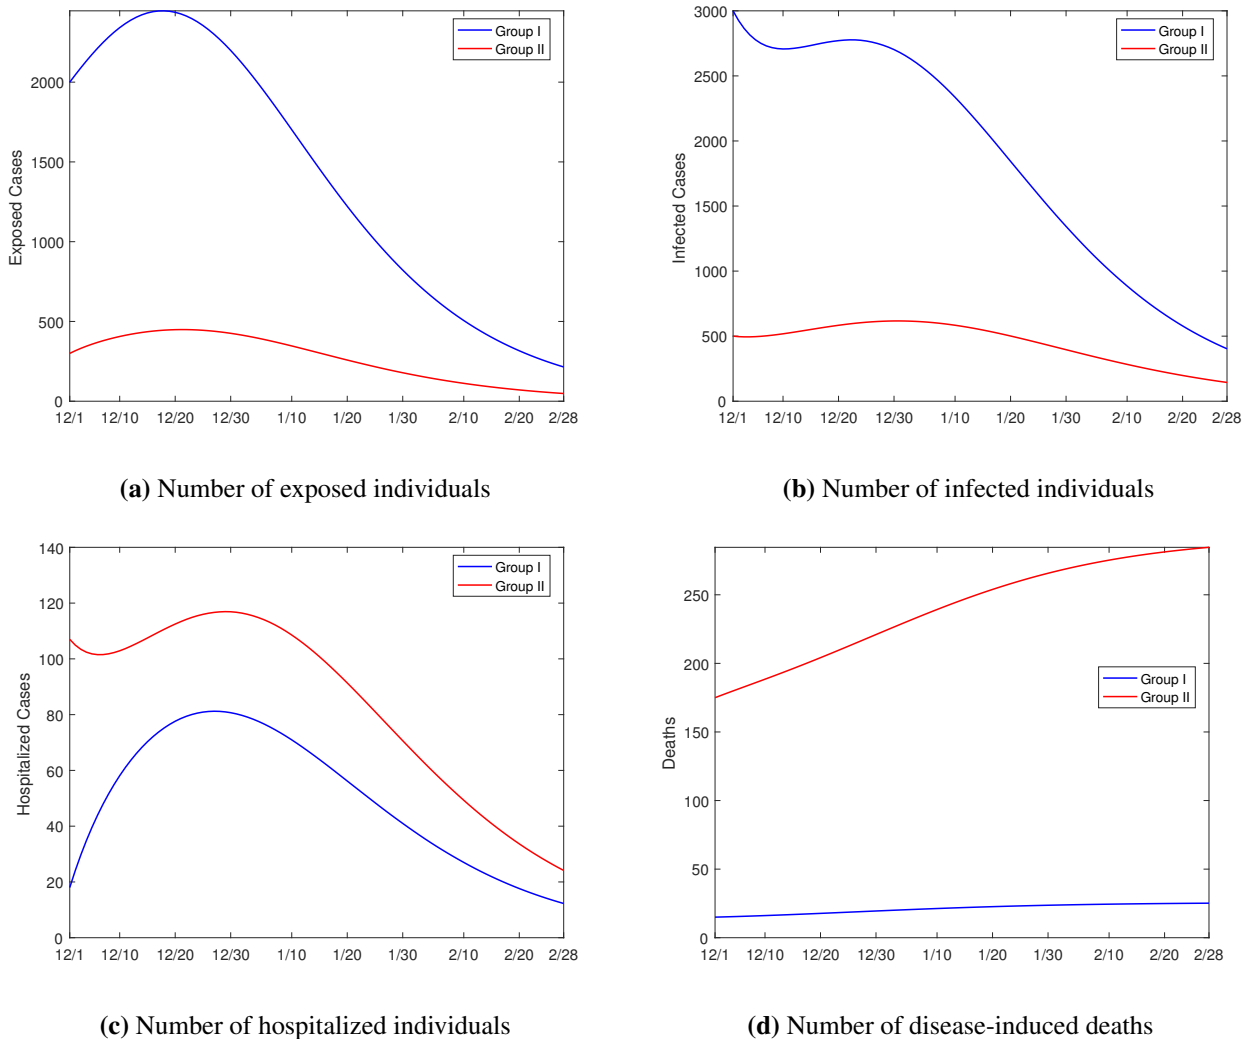 Group I
Group II
2000
1500
1000
500
0
Exposed Cases
12/1 12/10 12/20 12/30 1/10 1/20 1/30 2/10 2/20 2/28
(a) Number of exposed individuals
Group I
Group II
3000
2500
2000
1500
1000
500
0
Infected Cases
12/1 12/10 12/20 12/30 1/10 1/20 1/30 2/10 2/20 2/28
(b) Number of infected individuals
Group I
Group II
140
120
100
80
60
40
20
0
Hospitalized Cases
12/1 12/10 12/20 12/30 1/10 1/20 1/30 2/10 2/20 2/28
(c) Number of hospitalized individuals
Group I
Group II
250
200
150
100
50
0
Deaths
12/1 12/10 12/20 12/30 1/10 1/20 1/30 2/10 2/20 2/28
(d) Number of disease-induced deaths